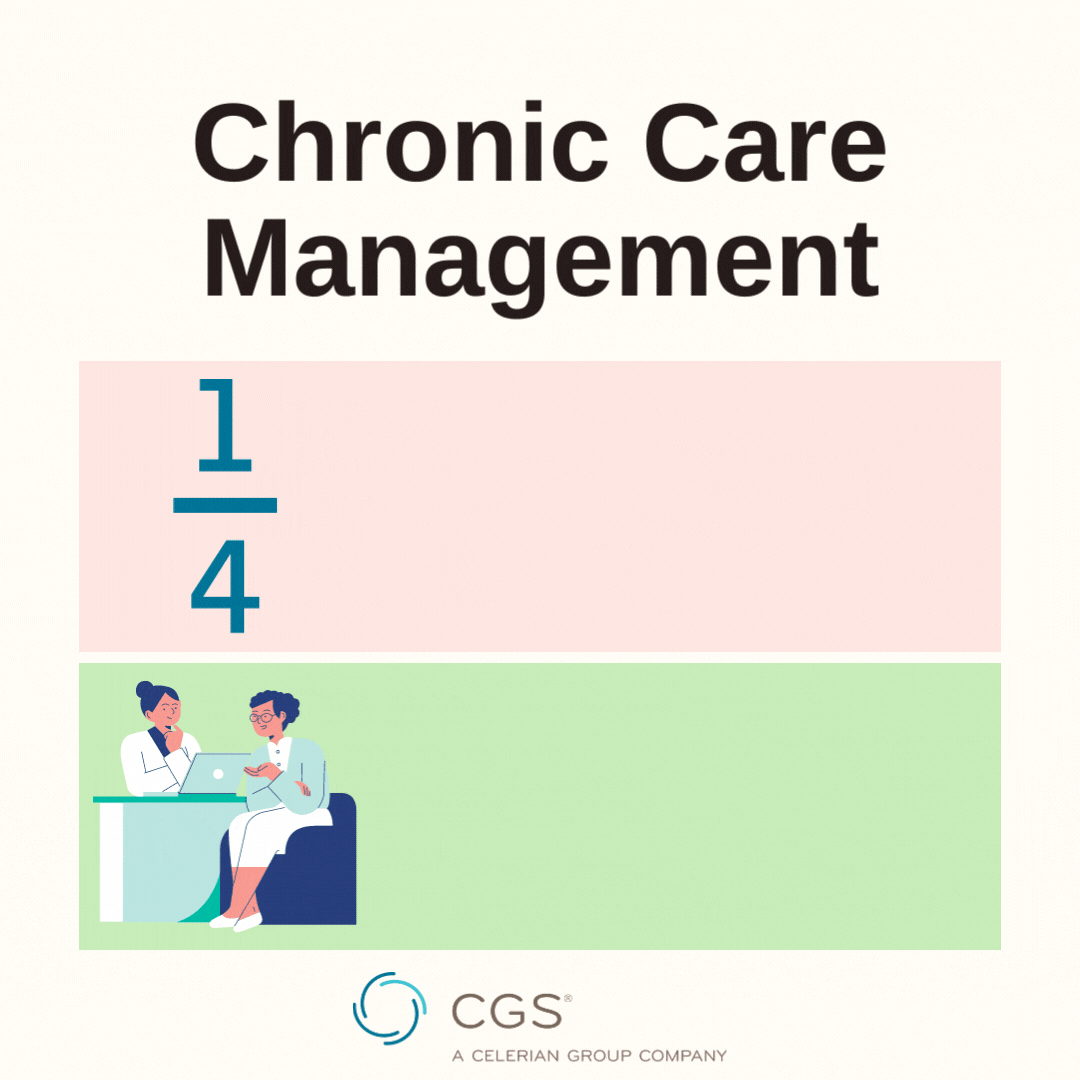 Chronic Care
Management
1
4
CGS®
A CELERIAN GROUP COMPANY